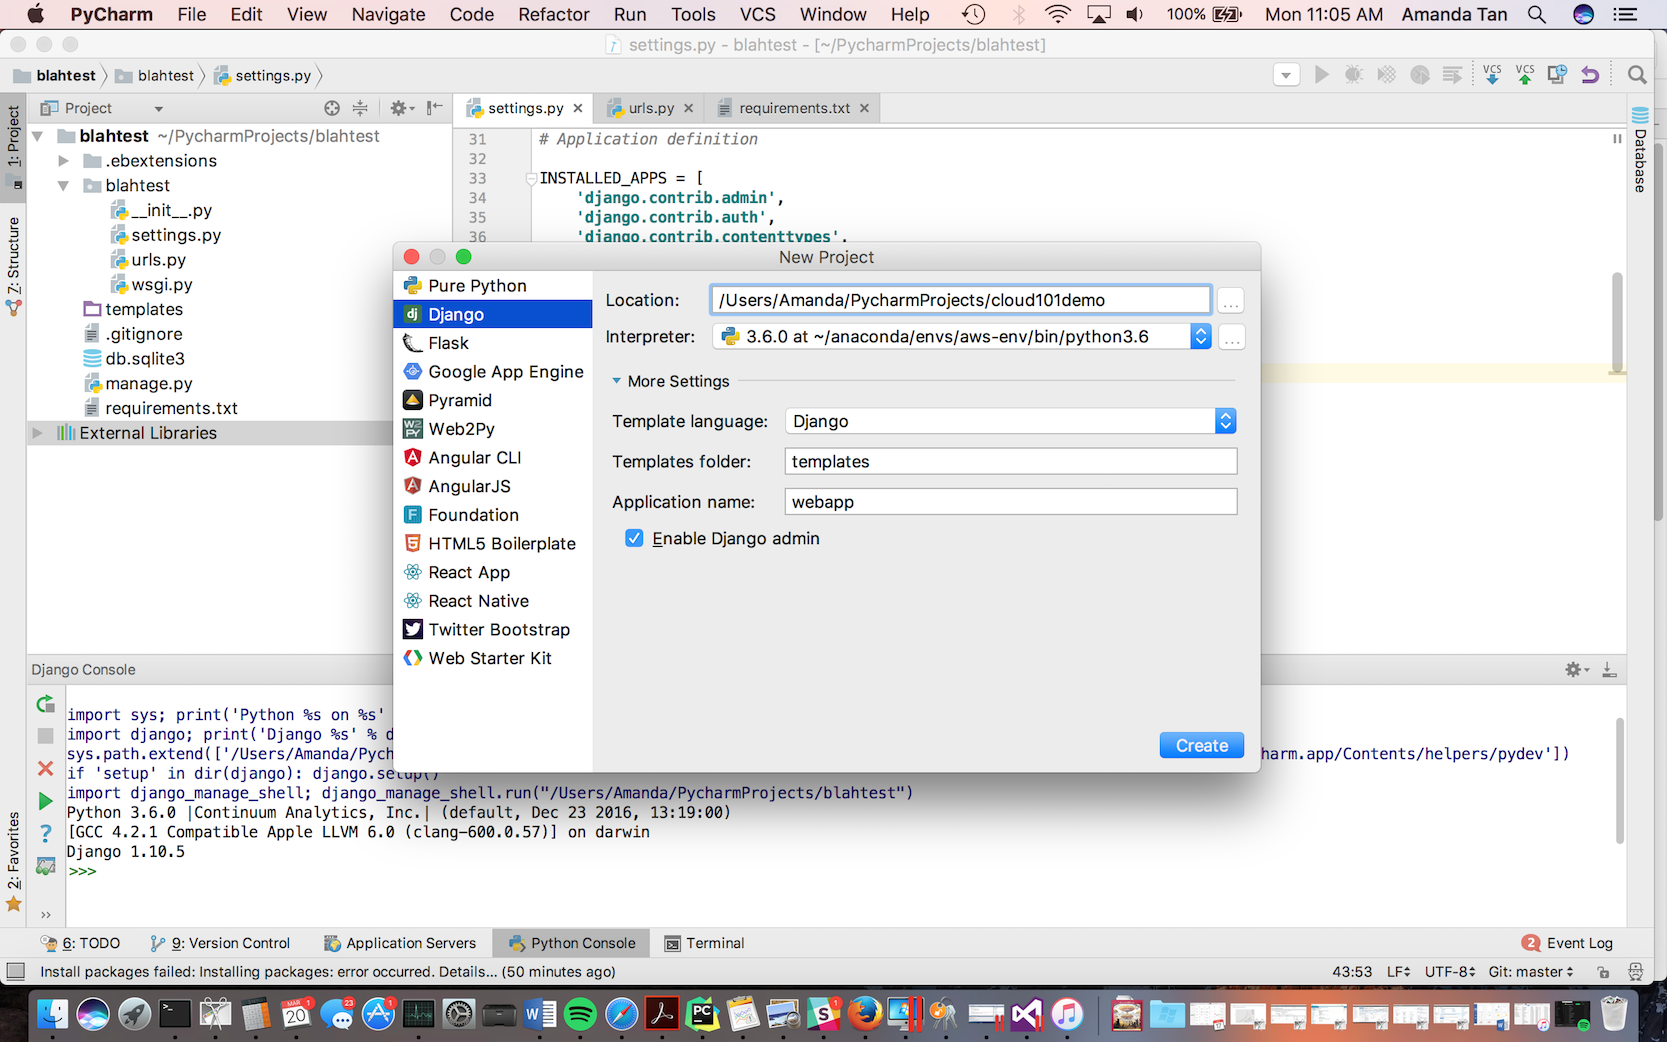 PyCharm File Edit View Navigate Code Refactor Run Tools VCS Window Help 100% Mon 11:05 AM Amanda Tan
settings.py - blahtest - [~/PycharmProjects/blahtest]
blahtest blahtest settings.py
VCS VCS
1: Project
7: Structure
2: Favorites
Project
blahtest ~/PycharmProjects/blahtest
.ebextensions
blahtest
__init__.py
settings.py
urls.py
wsgi.py
templates
.gitignore
db.sqlite3
manage.py
requirements.txt
External Libraries
settings.py urls.py requirements.txt
31 # Application definition
32
33 INSTALLED_APPS = [
34 'django.contrib.admin',
35 'django.contrib.auth',
36 'django.contrib.contenttypes',
Database
New Project
Pure Python
dj Django
Flask
Google App Engine
Pyramid
Web2Py
Angular CLI
AngularJS
Foundation
HTML5 Boilerplate
React App
React Native
Twitter Bootstrap
Web Starter Kit
Location: /Users/Amanda/PycharmProjects/cloud101demo ...
Interpreter: 3.6.0 at ~/anaconda/envs/aws-env/bin/python3.6 ...
More Settings
Template language: Django
Templates folder: templates
Application name: webapp
Enable Django admin
Create
Django Console
import sys; print('Python %s on %s'
import django; print('Django %s' % d
sys.path.extend(['/Users/Amanda/Pych harm.app/Contents/helpers/pydev'])
if 'setup' in dir(django): django.setup()
import django_manage_shell; django_manage_shell.run("/Users/Amanda/PycharmProjects/blahtest")
Python 3.6.0 |Continuum Analytics, Inc.| (default, Dec 23 2016, 13:19:00)
[GCC 4.2.1 Compatible Apple LLVM 6.0 (clang-600.0.57)] on darwin
Django 1.10.5
>>>
6: TODO 9: Version Control Application Servers Python Console Terminal 2 Event Log
Install packages failed: Installing packages: error occurred. Details... (50 minutes ago) 43:53 LF UTF-8 Git: master
MAR 20 1 23 1 W PC S 1